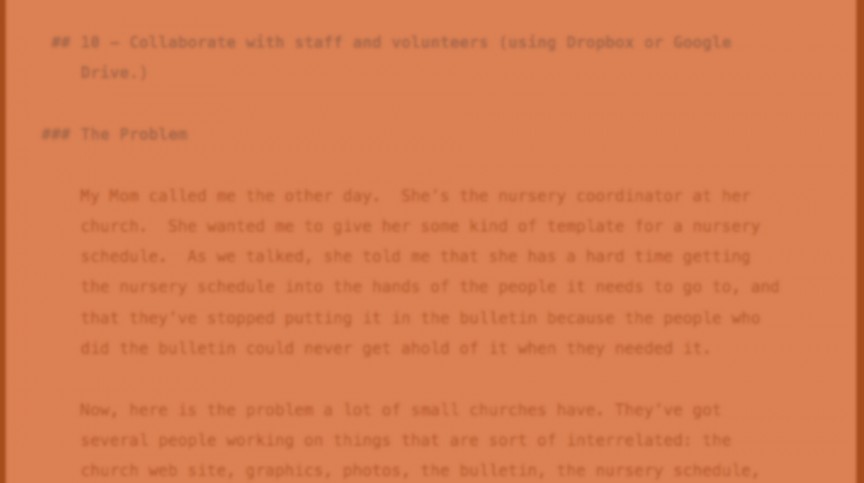 ## 10 – Collaborate with staff and volunteers (using Dropbox or Google
Drive.)
### The Problem
My Mom called me the other day.  She's the nursery coordinator at her
church.  She wanted me to give her some kind of template for a nursery
schedule.  As we talked, she told me that she has a hard time getting
the nursery schedule into the hands of the people it needs to go to, and
that they've stopped putting it in the bulletin because the people who
did the bulletin could never get ahold of it when they needed it.
Now, here is the problem a lot of small churches have. They've got
several people working on things that are sort of interrelated: the
church web site, graphics, photos, the bulletin, the nursery schedule,